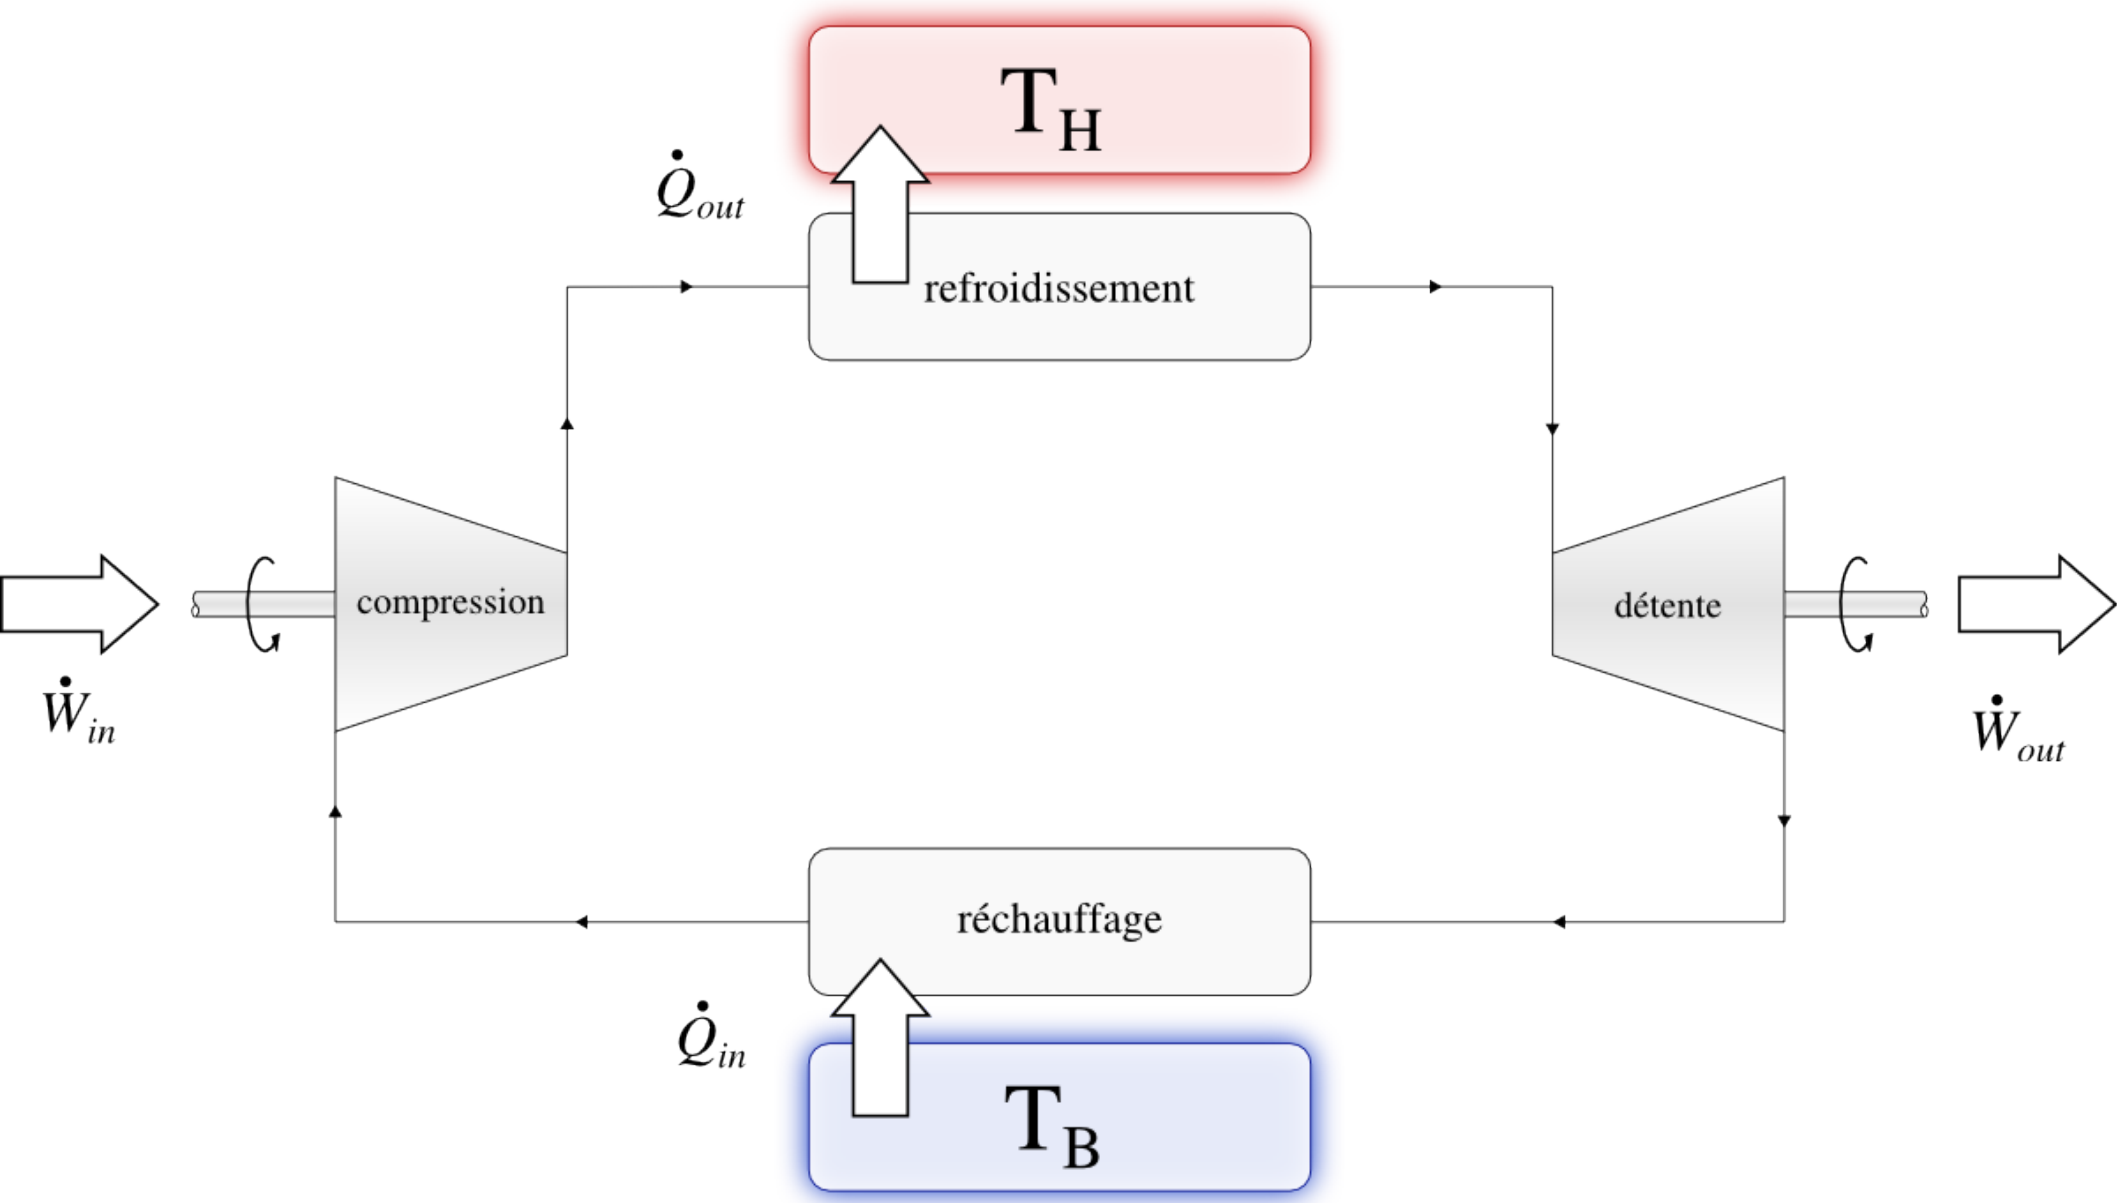 T_H
Q̇_out
refroidissement
compression
détente
Ẇ_in
Ẇ_out
réchauffage
Q̇_in
T_B